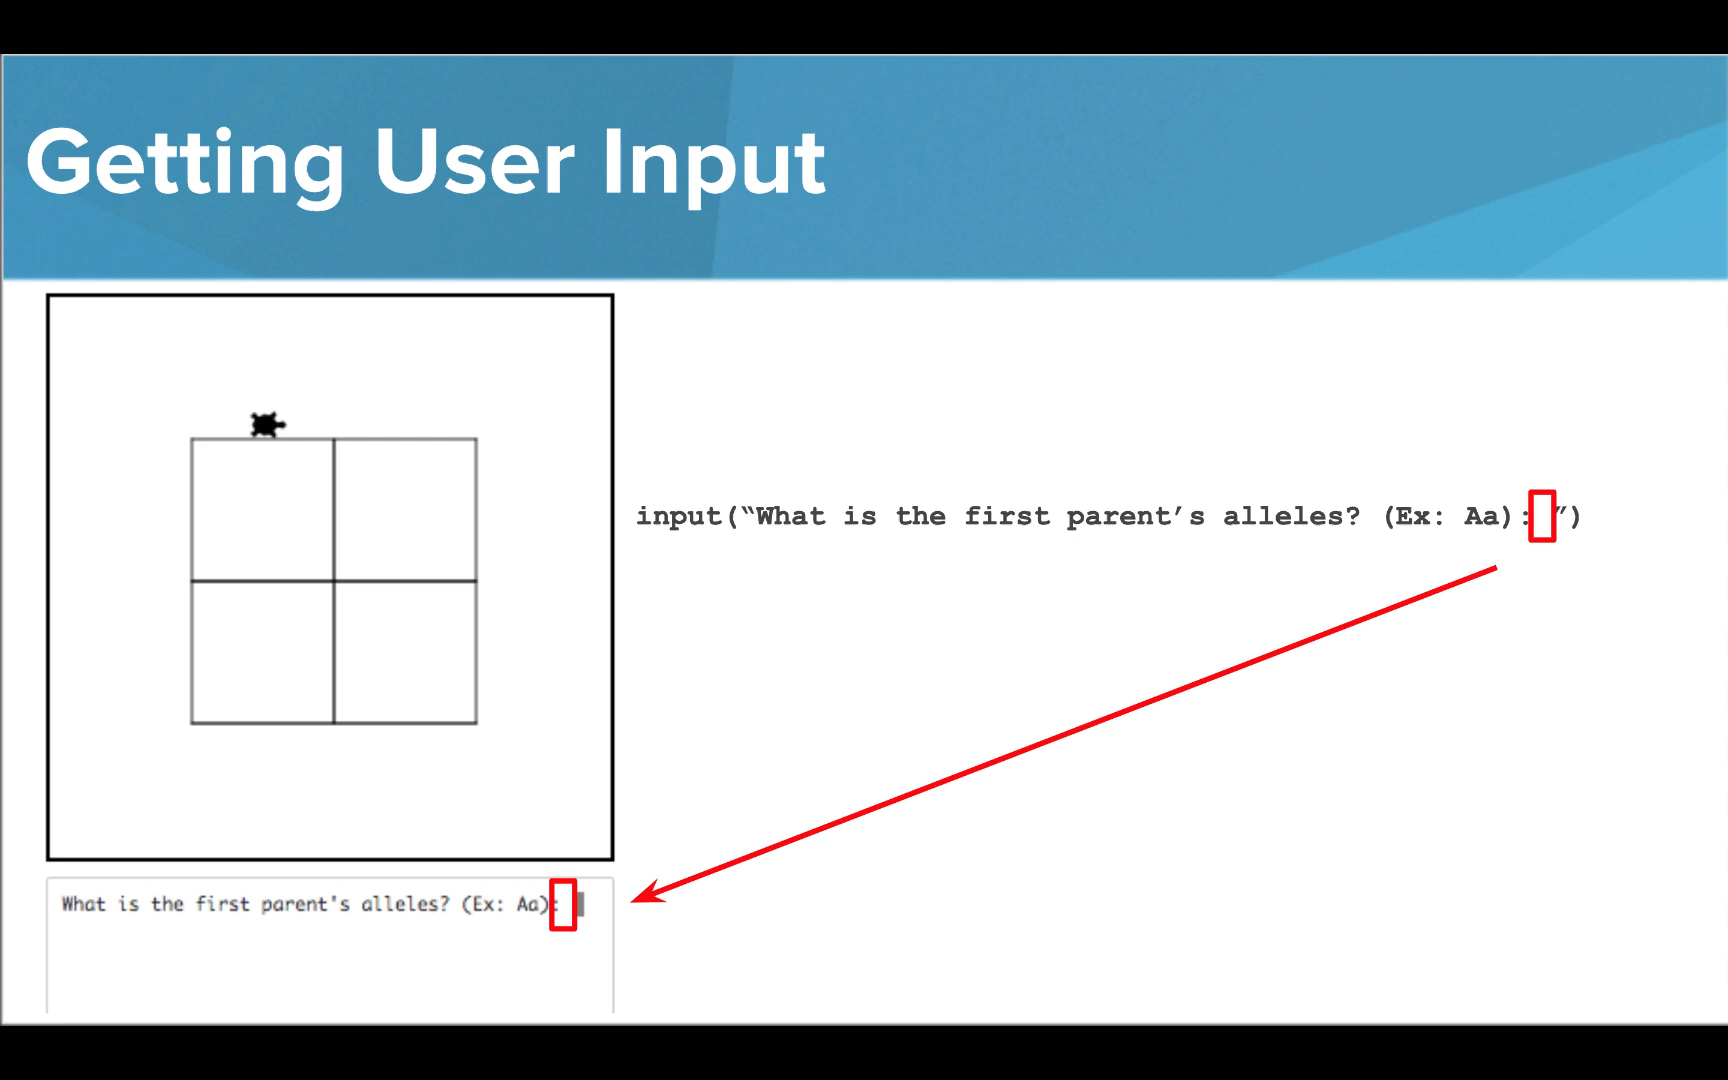 Getting User Input
input(“What is the first parent’s alleles? (Ex: Aa): ”)
What is the first parent's alleles? (Ex: Aa):